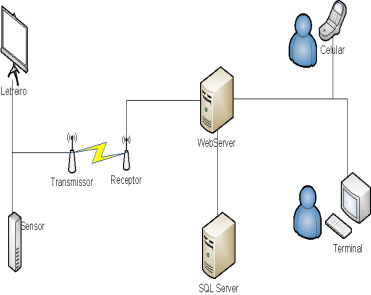 Letreiro
Celular
WebServer
Transmissor
Receptor
Sensor
Terminal
SQL Server